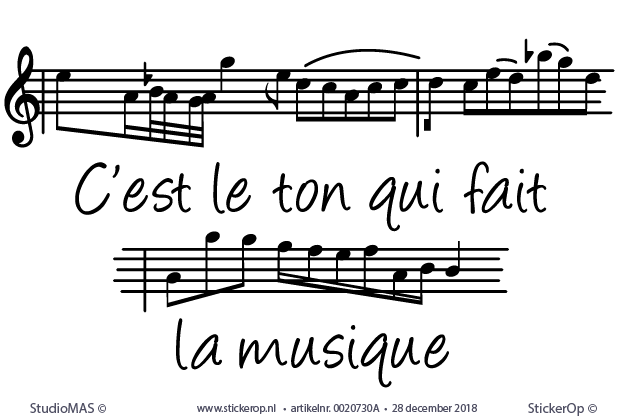 C'est le ton qui fait
la musique
StudioMAS © www.stickerop.nl • artikelnr. 0020730A • 28 december 2018 StickerOp ©